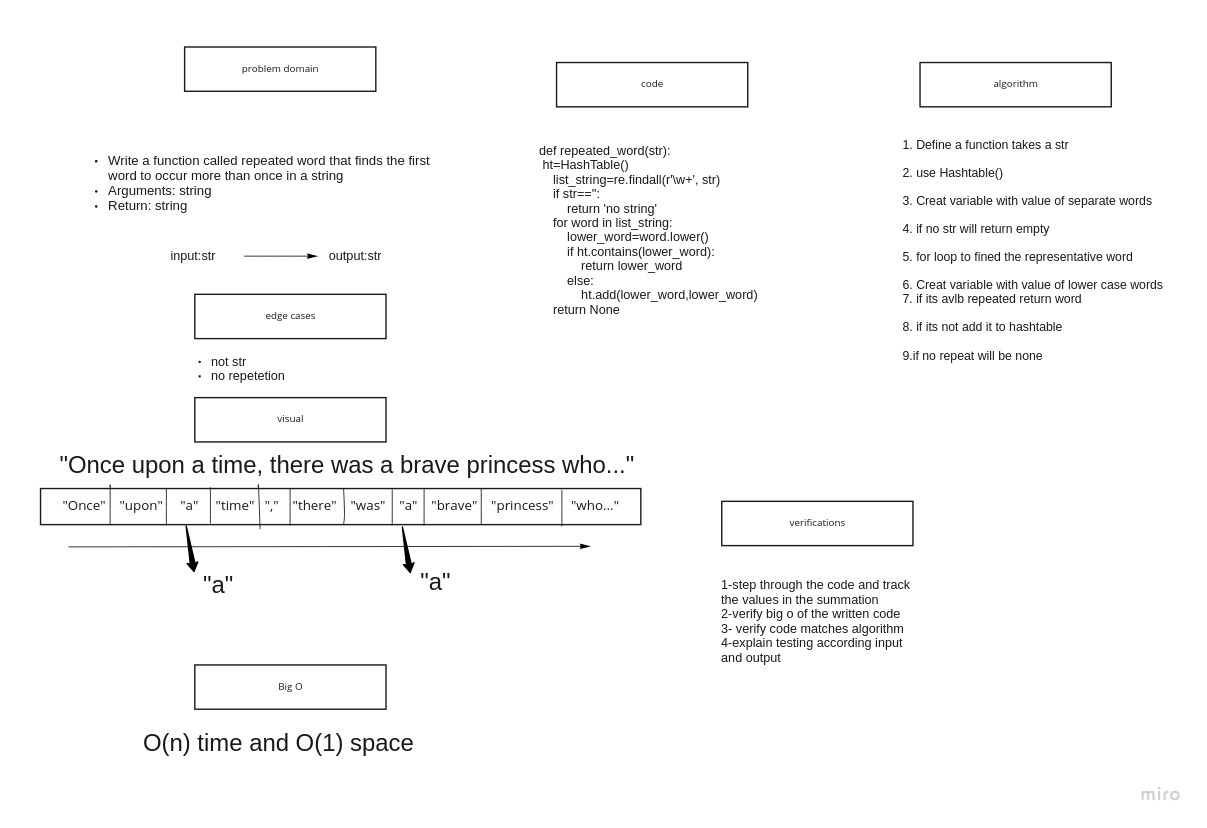 problem domain
• Write a function called repeated word that finds the first
word to occur more than once in a string
• Arguments: string
• Return: string
input:str
output:str
edge cases
• not str
• no repetetion
visual
"Once upon a time, there was a brave princess who..."
"Once" "upon" "a" "time" "," "there" "was" "a" "brave" "princess" "who..."
"a"
"a"
Big O
O(n) time and O(1) space
code
def repeated_word(str):
ht=HashTable()
list_string=re.findall(r'\w+', str)
if str=='':
return 'no string'
for word in list_string:
lower_word=word.lower()
if ht.contains(lower_word):
return lower_word
else:
ht.add(lower_word,lower_word)
return None
algorithm
1. Define a function takes a str
2. use Hashtable()
3. Creat variable with value of separate words
4. if no str will return empty
5. for loop to fined the representative word
6. Creat variable with value of lower case words
7. if its avlb repeated return word
8. if its not add it to hashtable
9.if no repeat will be none
verifications
1-step through the code and track
the values in the summation
2-verify big o of the written code
3- verify code matches algorithm
4-explain testing according input
and output
miro